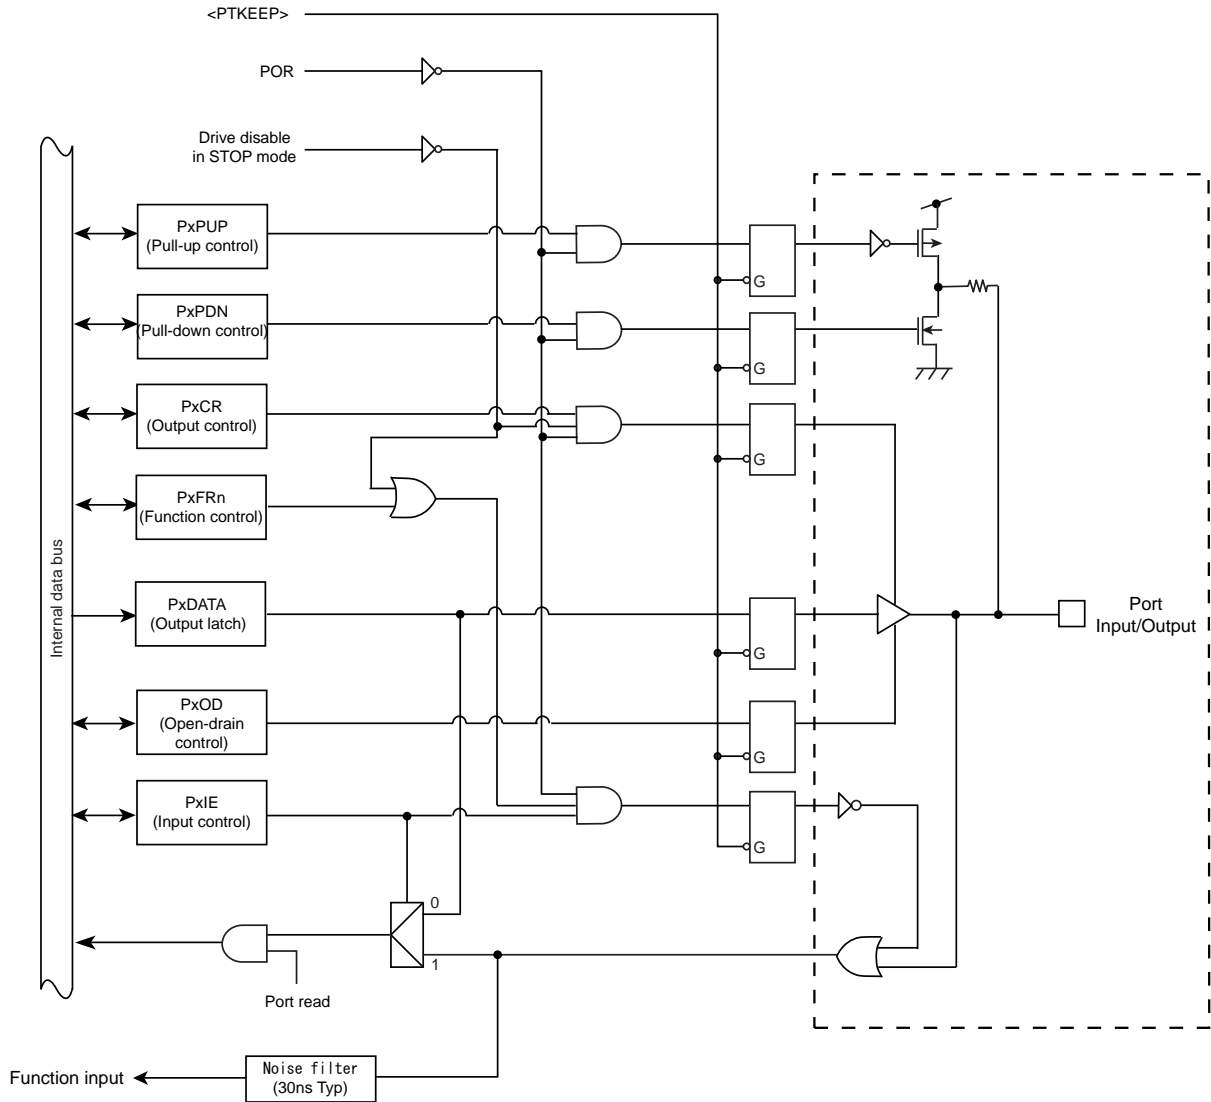 <PTKEEP>
POR
Drive disable
in STOP mode
PxPUP
(Pull-up control)
G
PxPDN
(Pull-down control)
G
PxCR
(Output control)
G
PxFRn
(Function control)
Internal data bus
PxDATA
(Output latch)
G
Port
Input/Output
PxOD
(Open-drain
control)
G
PxIE
(Input control)
G
0
1
Port read
Noise filter
(30ns Typ)
Function input